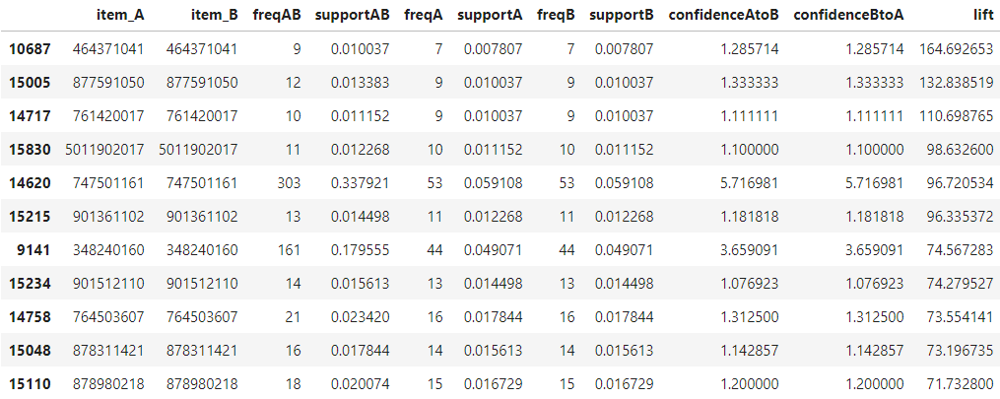 item_A item_B freqAB supportAB freqA supportA freqB supportB confidenceAtoB confidenceBtoA lift
10687 464371041 464371041 9 0.010037 7 0.007807 7 0.007807 1.285714 1.285714 164.692653
15005 877591050 877591050 12 0.013383 9 0.010037 9 0.010037 1.333333 1.333333 132.838519
14717 761420017 761420017 10 0.011152 9 0.010037 9 0.010037 1.111111 1.111111 110.698765
15830 5011902017 5011902017 11 0.012268 10 0.011152 10 0.011152 1.100000 1.100000 98.632600
14620 747501161 747501161 303 0.337921 53 0.059108 53 0.059108 5.716981 5.716981 96.720534
15215 901361102 901361102 13 0.014498 11 0.012268 11 0.012268 1.181818 1.181818 96.335372
9141 348240160 348240160 161 0.179555 44 0.049071 44 0.049071 3.659091 3.659091 74.567283
15234 901512110 901512110 14 0.015613 13 0.014498 13 0.014498 1.076923 1.076923 74.279527
14758 764503607 764503607 21 0.023420 16 0.017844 16 0.017844 1.312500 1.312500 73.554141
15048 878311421 878311421 16 0.017844 14 0.015613 14 0.015613 1.142857 1.142857 73.196735
15110 878980218 878980218 18 0.020074 15 0.016729 15 0.016729 1.200000 1.200000 71.732800